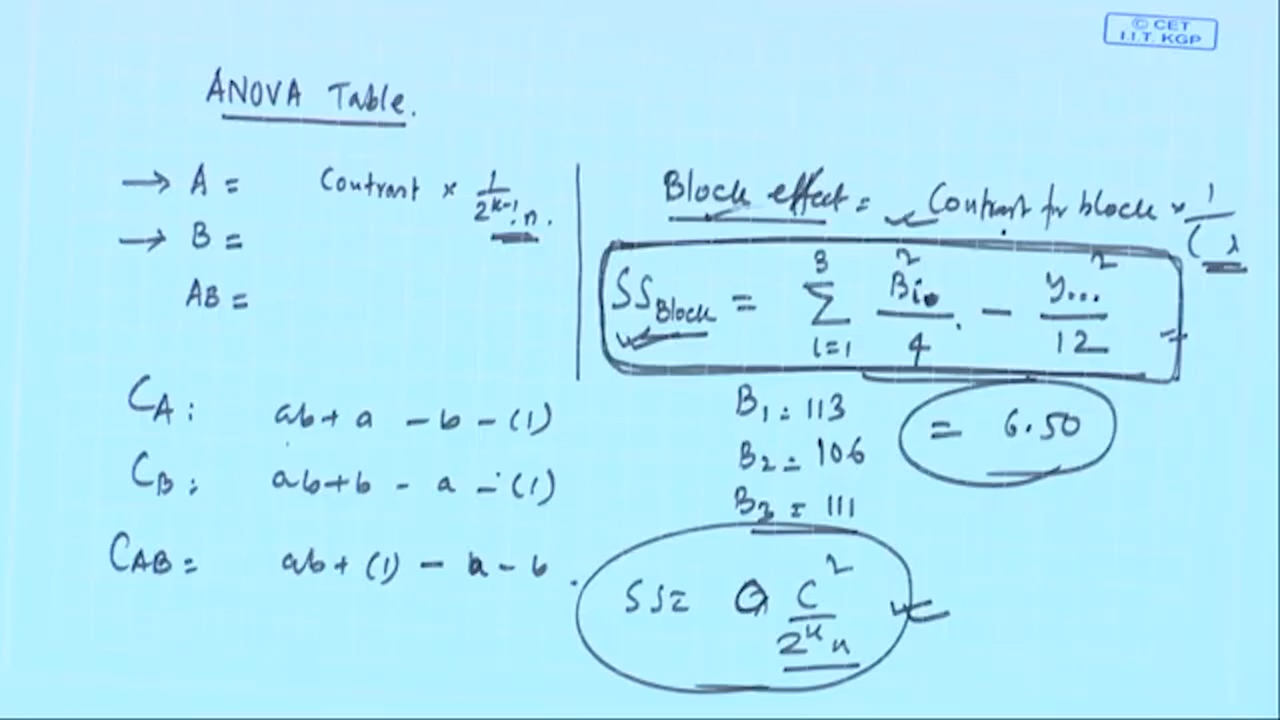 © CET
I.I.T. KGP
ANOVA Table.
→ A = Contrast × 1/2^(k-1).n.
→ B =
AB =
Block effect = Contrast for block × 1/( )
SS_Block = Σ_{i=1}^{3} B_i.^2/4 - y...^2/12 =
B1 = 113
B2 = 106
B3 = 111
= 6.50
C_A : ab + a - b - (1)
C_B : ab + b - a - (1)
C_AB = ab + (1) - a - b.
SS = C^2/2^k n